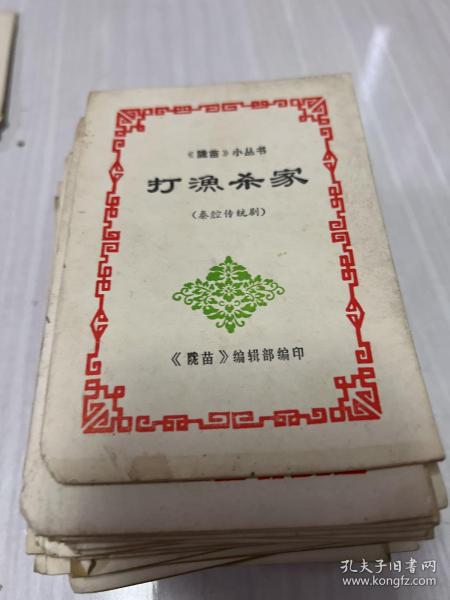 《陇苗》小丛书
打渔杀家
(秦腔传统剧)
《陇苗》编辑部编印
孔夫子旧书网
www.kongfz.com